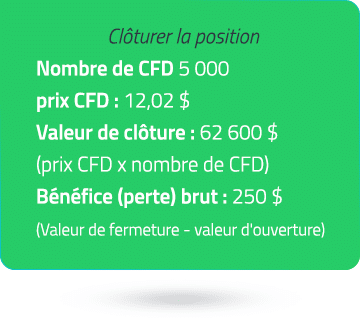 Clôturer la position
Nombre de CFD 5 000
prix CFD : 12,02 $
Valeur de clôture : 62 600 $
(prix CFD x nombre de CFD)
Bénéfice (perte) brut : 250 $
(Valeur de fermeture - valeur d'ouverture)